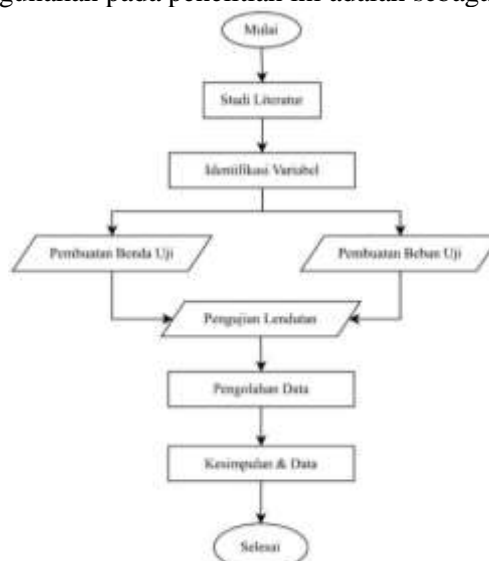 gunakan pada penelitian ini adalah sebaga
Mulai
Studi Literatur
Identifikasi Variabel
Pembuatan Benda Uji
Pembuatan Beban Uji
Pengujian Lendutan
Pengolahan Data
Kesimpulan & Data
Selesai